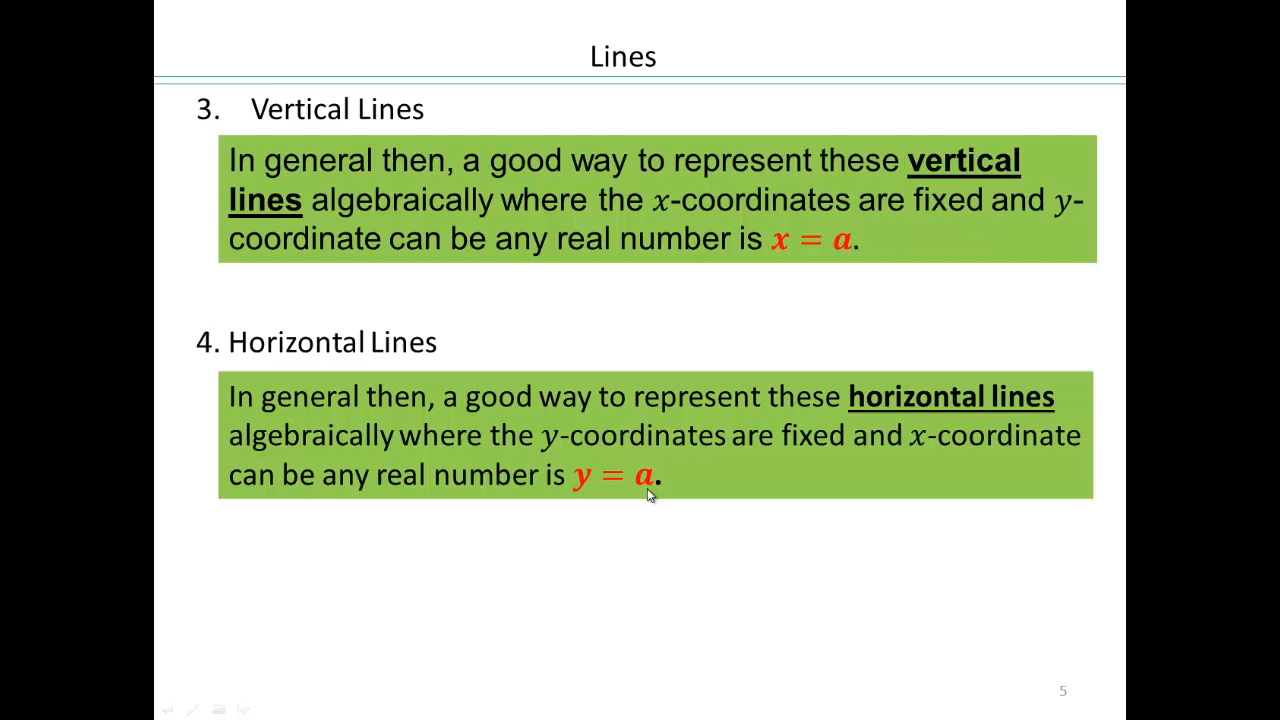 Lines
3. Vertical Lines
In general then, a good way to represent these vertical
lines algebraically where the x-coordinates are fixed and y-
coordinate can be any real number is x = a.
4. Horizontal Lines
In general then, a good way to represent these horizontal lines
algebraically where the y-coordinates are fixed and x-coordinate
can be any real number is y = a.
5